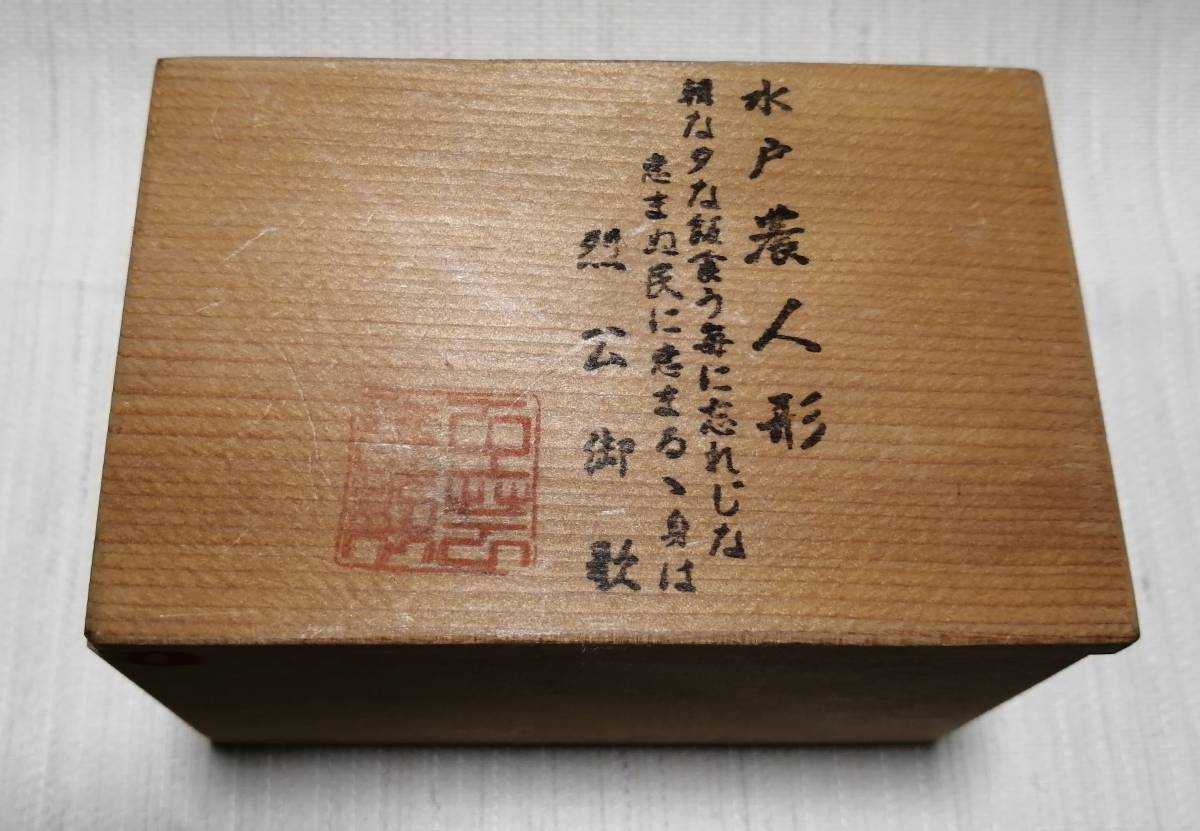 水戸農人形
朝な夕な飯食う毎に忘れじな
恵まぬ民に恵まるゝ身は
烈公御歌